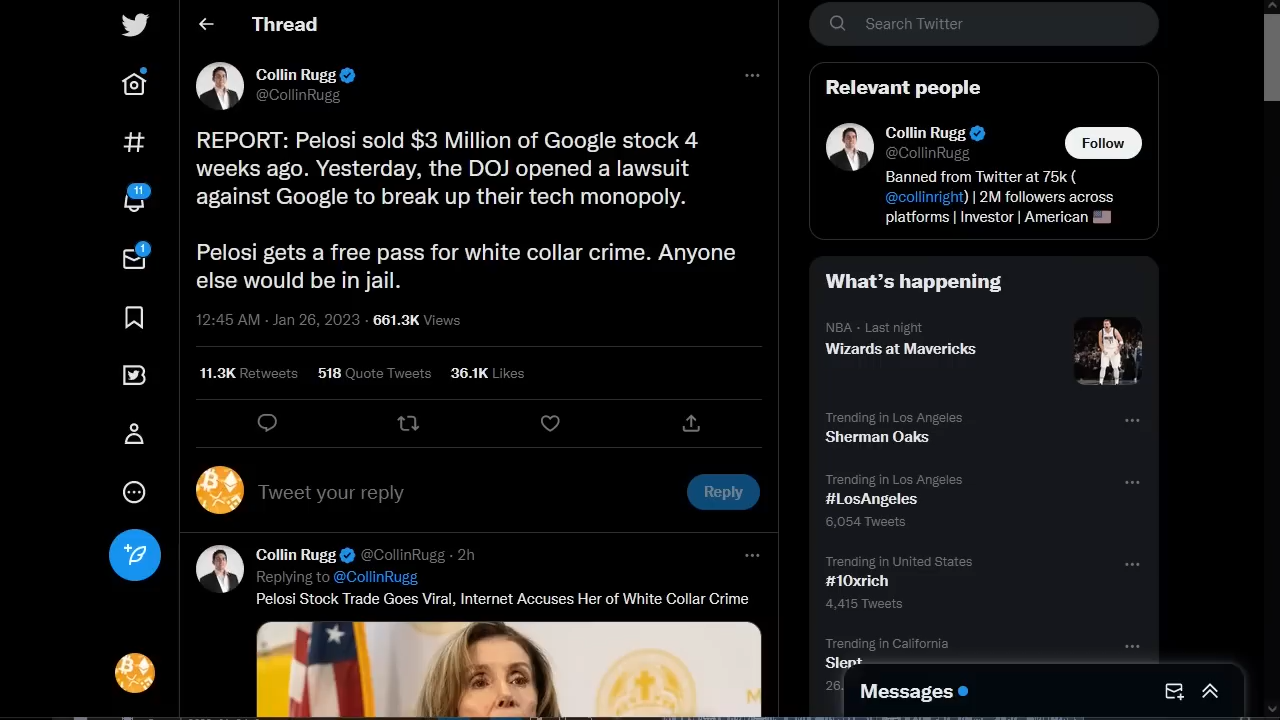 Thread
Collin Rugg
@CollinRugg
REPORT: Pelosi sold $3 Million of Google stock 4
weeks ago. Yesterday, the DOJ opened a lawsuit
against Google to break up their tech monopoly.
Pelosi gets a free pass for white collar crime. Anyone
else would be in jail.
12:45 AM · Jan 26, 2023 · 661.3K Views
11.3K Retweets 518 Quote Tweets 36.1K Likes
Tweet your reply
Reply
Collin Rugg @CollinRugg · 2h
Replying to @CollinRugg
Pelosi Stock Trade Goes Viral, Internet Accuses Her of White Collar Crime
11
1
Search Twitter
Relevant people
Collin Rugg
@CollinRugg
Follow
Banned from Twitter at 75k (
@collinright) | 2M followers across
platforms | Investor | American
What's happening
NBA · Last night
Wizards at Mavericks
Trending in Los Angeles
Sherman Oaks
Trending in Los Angeles
#LosAngeles
6,054 Tweets
Trending in United States
#10xrich
4,415 Tweets
Trending in California
Slept
26.
Messages